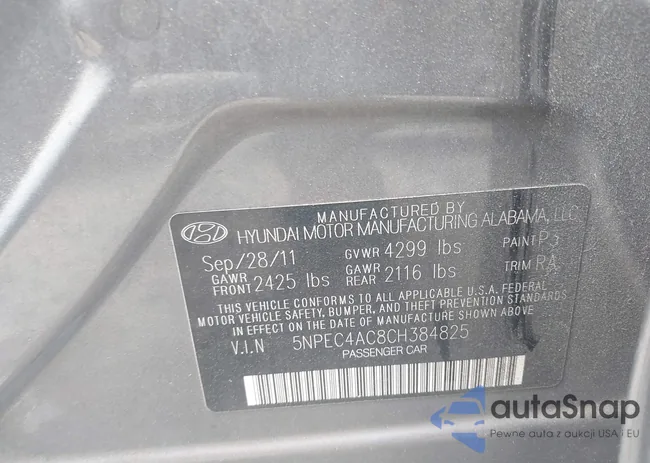 MANUFACTURED BY
HYUNDAI MOTOR MANUFACTURING ALABAMA, LLC
Sep/28/11 GVWR 4299 lbs PAINT P3
GAWR FRONT 2425 lbs GAWR REAR 2116 lbs TRIM RA
THIS VEHICLE CONFORMS TO ALL APPLICABLE U.S.A. FEDERAL
MOTOR VEHICLE SAFETY, BUMPER, AND THEFT PREVENTION STANDARDS
IN EFFECT ON THE DATE OF MANUFACTURE SHOWN ABOVE.
V.I.N 5NPEC4AC8CH384825
PASSENGER CAR
autaSnap
Pewne auta z aukcji USA i EU